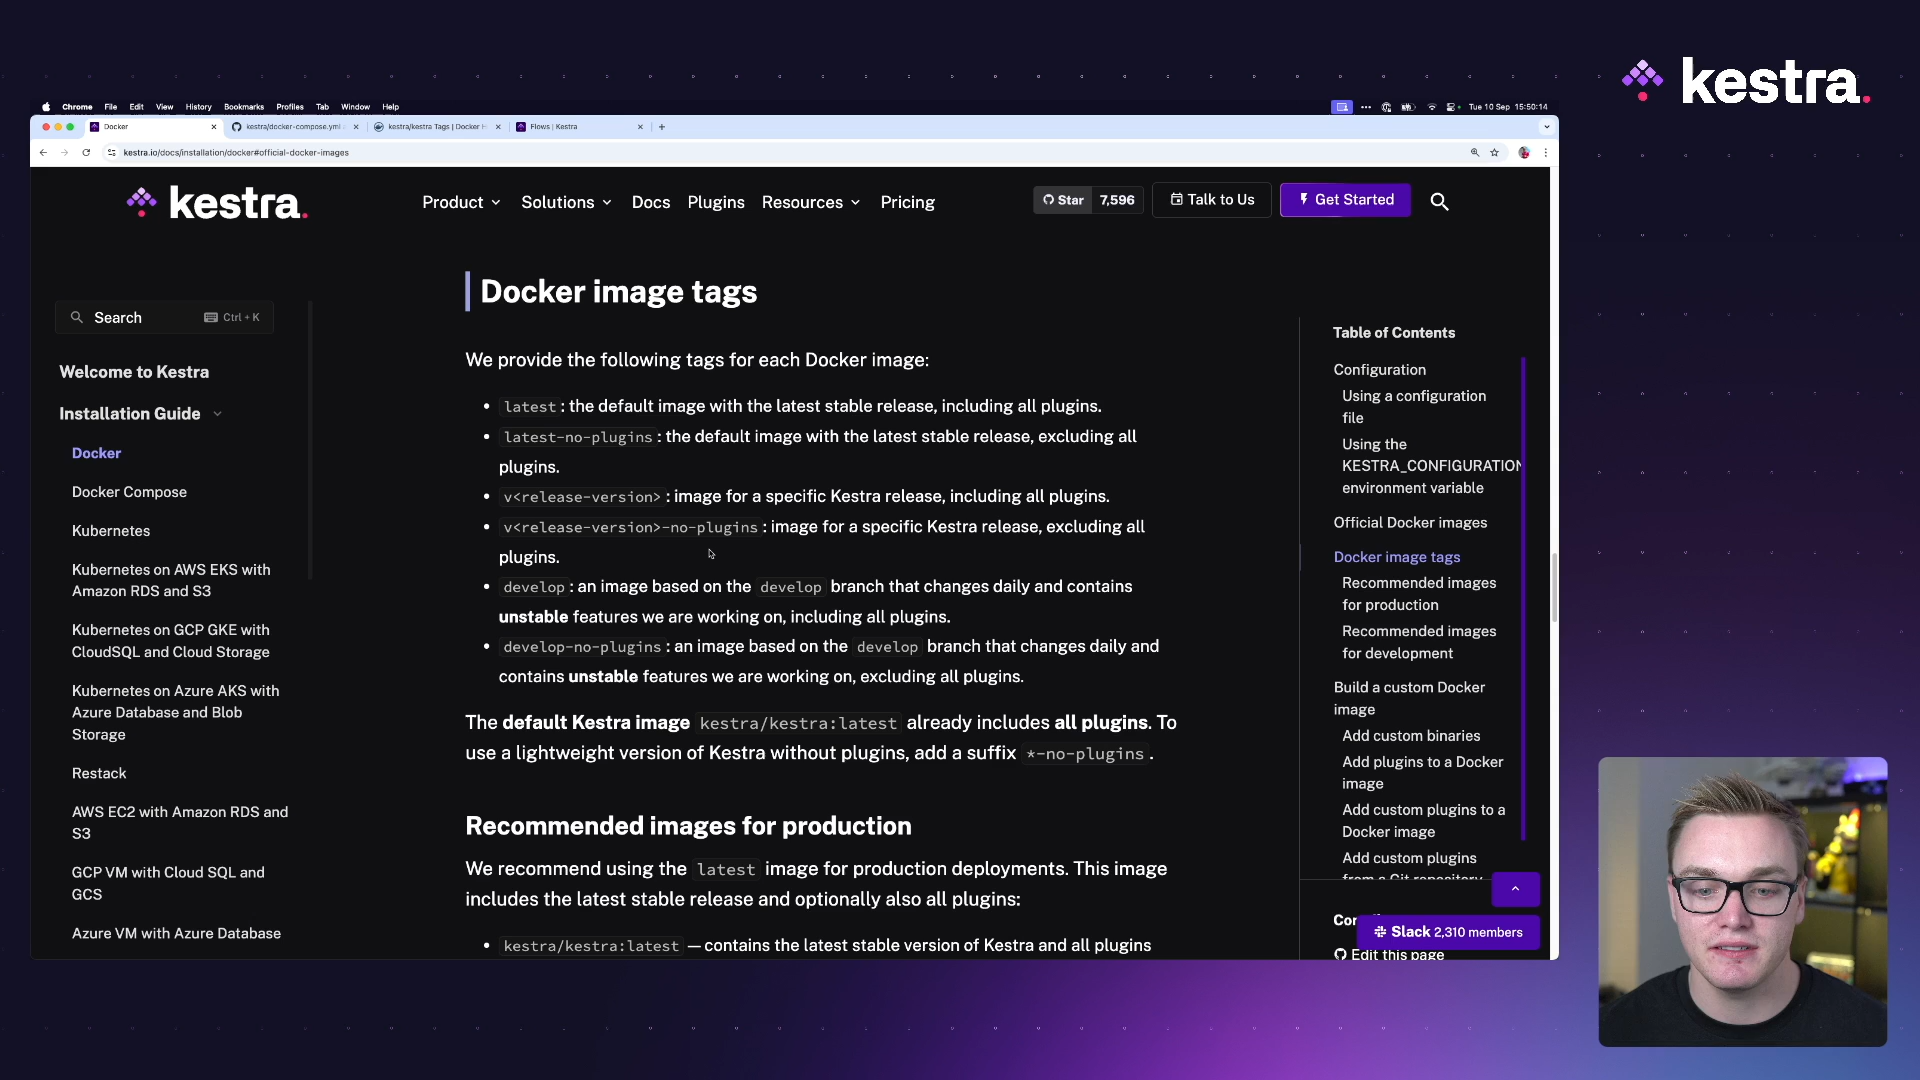 kestra.
Chrome File Edit View History Bookmarks Profiles Tab Window Help
Tue 10 Sep 15:50:14
Docker
kestra/docker-compose.yml
kestra/kestra Tags | Docker H
Flows | Kestra
kestra.io/docs/installation/docker#official-docker-images
kestra.
Product
Solutions
Docs
Plugins
Resources
Pricing
Star 7,596
Talk to Us
Get Started
Search Ctrl + K
Welcome to Kestra
Installation Guide
Docker
Docker Compose
Kubernetes
Kubernetes on AWS EKS with
Amazon RDS and S3
Kubernetes on GCP GKE with
CloudSQL and Cloud Storage
Kubernetes on Azure AKS with
Azure Database and Blob
Storage
Restack
AWS EC2 with Amazon RDS and
S3
GCP VM with Cloud SQL and
GCS
Azure VM with Azure Database
Docker image tags
We provide the following tags for each Docker image:
• latest : the default image with the latest stable release, including all plugins.
• latest-no-plugins : the default image with the latest stable release, excluding all
plugins.
• v<release-version> : image for a specific Kestra release, including all plugins.
• v<release-version>-no-plugins : image for a specific Kestra release, excluding all
plugins.
• develop : an image based on the develop branch that changes daily and contains
unstable features we are working on, including all plugins.
• develop-no-plugins : an image based on the develop branch that changes daily and
contains unstable features we are working on, excluding all plugins.
The default Kestra image kestra/kestra:latest already includes all plugins. To
use a lightweight version of Kestra without plugins, add a suffix *-no-plugins .
Recommended images for production
We recommend using the latest image for production deployments. This image
includes the latest stable release and optionally also all plugins:
• kestra/kestra:latest — contains the latest stable version of Kestra and all plugins
Table of Contents
Configuration
Using a configuration
file
Using the
KESTRA_CONFIGURATION
environment variable
Official Docker images
Docker image tags
Recommended images
for production
Recommended images
for development
Build a custom Docker
image
Add custom binaries
Add plugins to a Docker
image
Add custom plugins to a
Docker image
Add custom plugins
from a Git repository
Slack 2,310 members
Edit this page